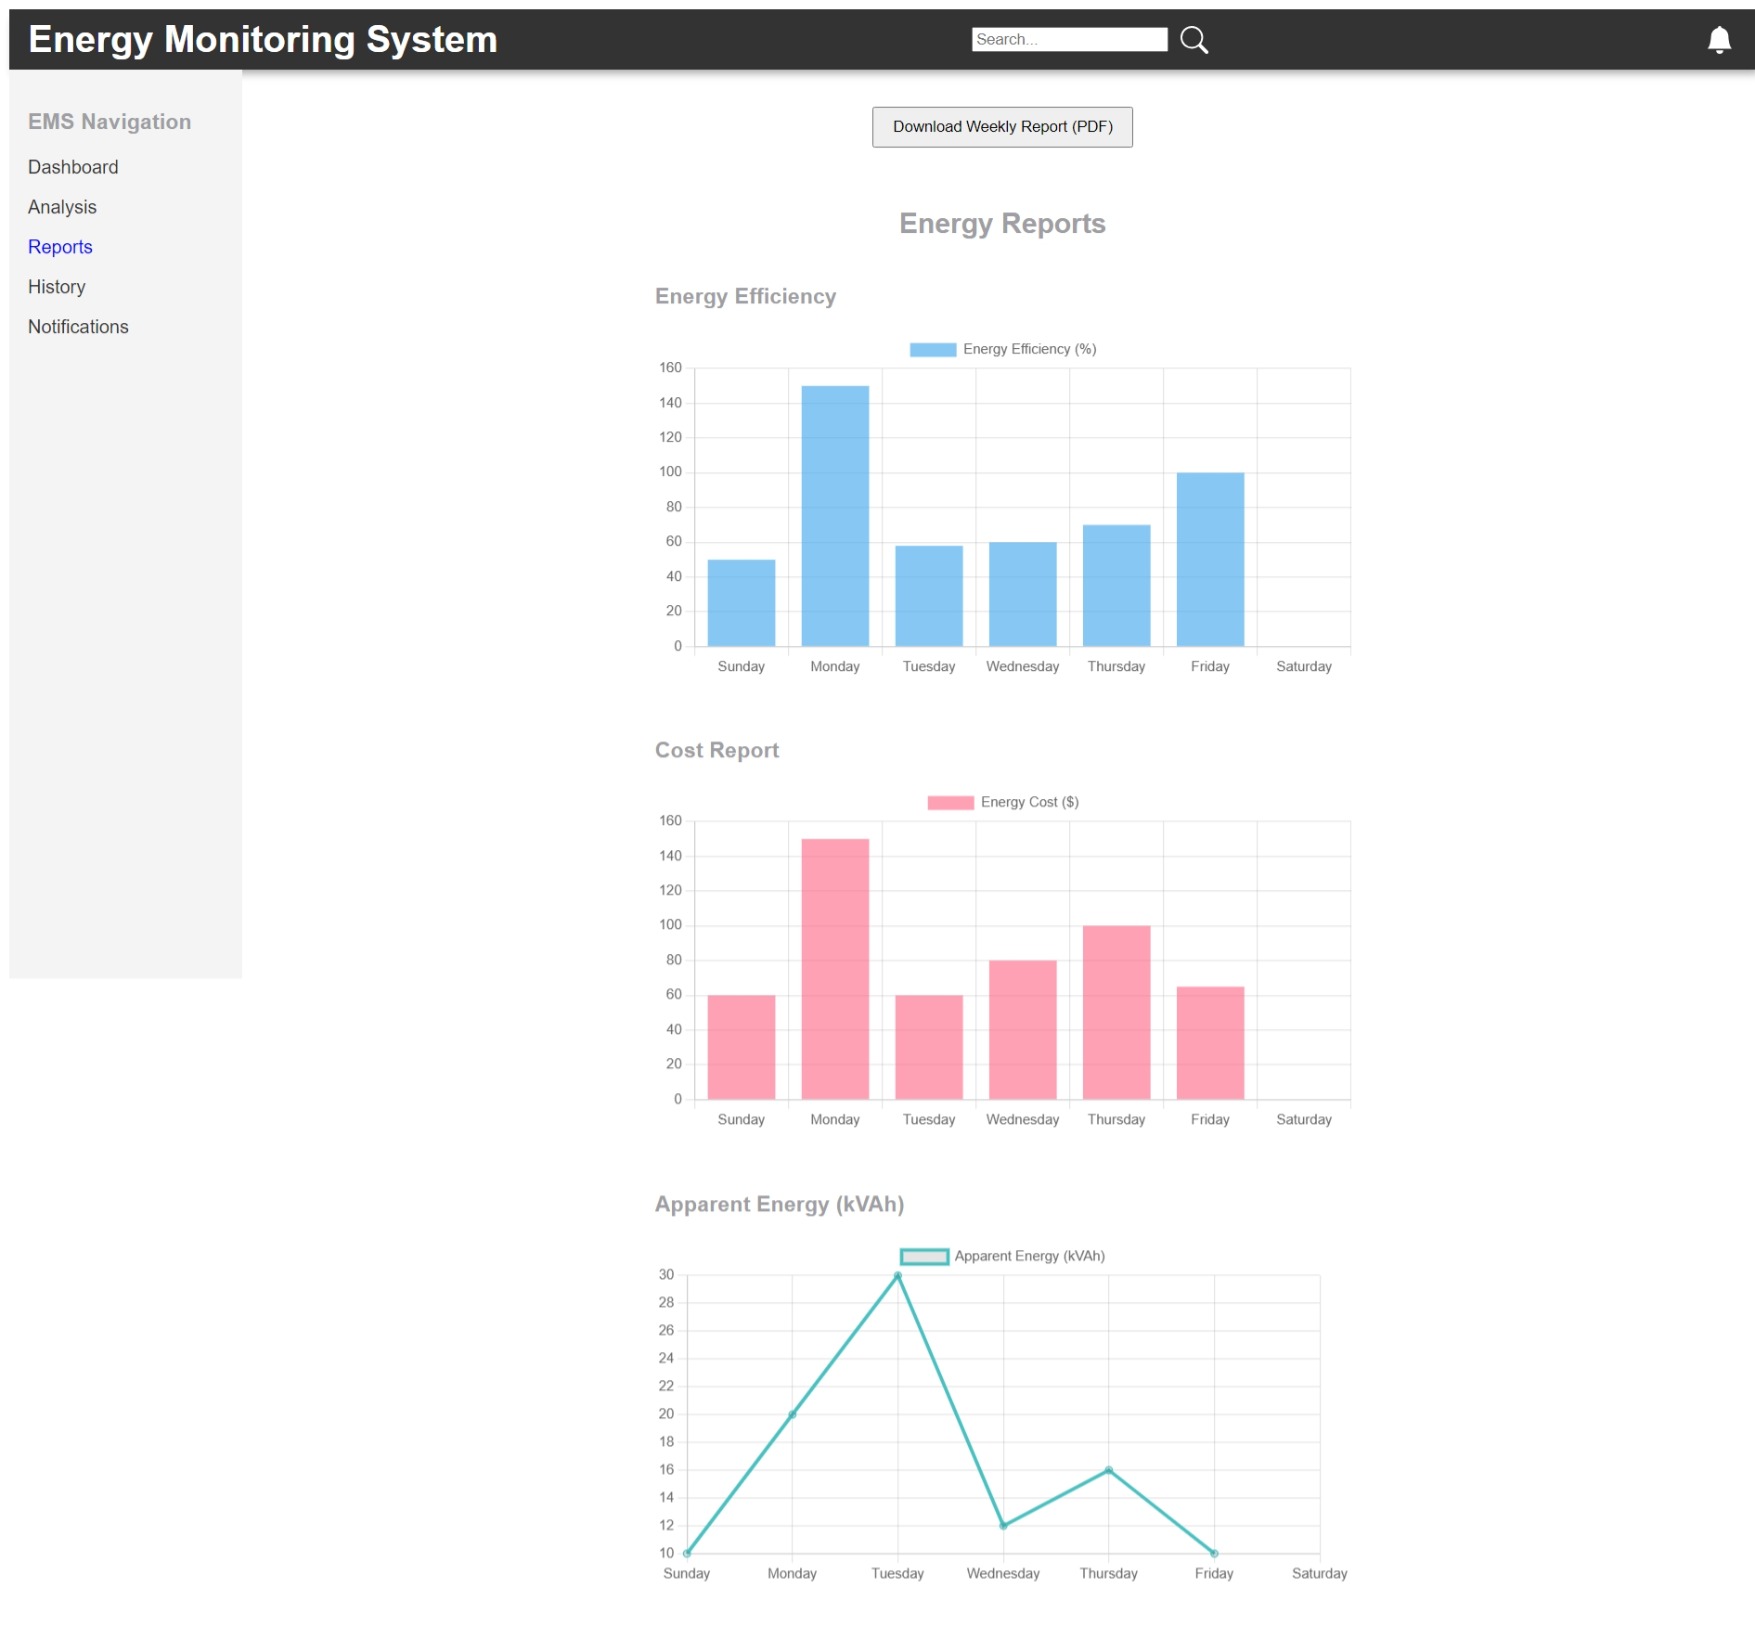 Energy Monitoring System
Search...
EMS Navigation
Dashboard
Analysis
Reports
History
Notifications
Download Weekly Report (PDF)
Energy Reports
Energy Efficiency
Energy Efficiency (%)
160
140
120
100
80
60
40
20
0
Sunday Monday Tuesday Wednesday Thursday Friday Saturday
Cost Report
Energy Cost ($)
160
140
120
100
80
60
40
20
0
Sunday Monday Tuesday Wednesday Thursday Friday Saturday
Apparent Energy (kVAh)
Apparent Energy (kVAh)
30
28
26
24
22
20
18
16
14
12
10
Sunday Monday Tuesday Wednesday Thursday Friday Saturday